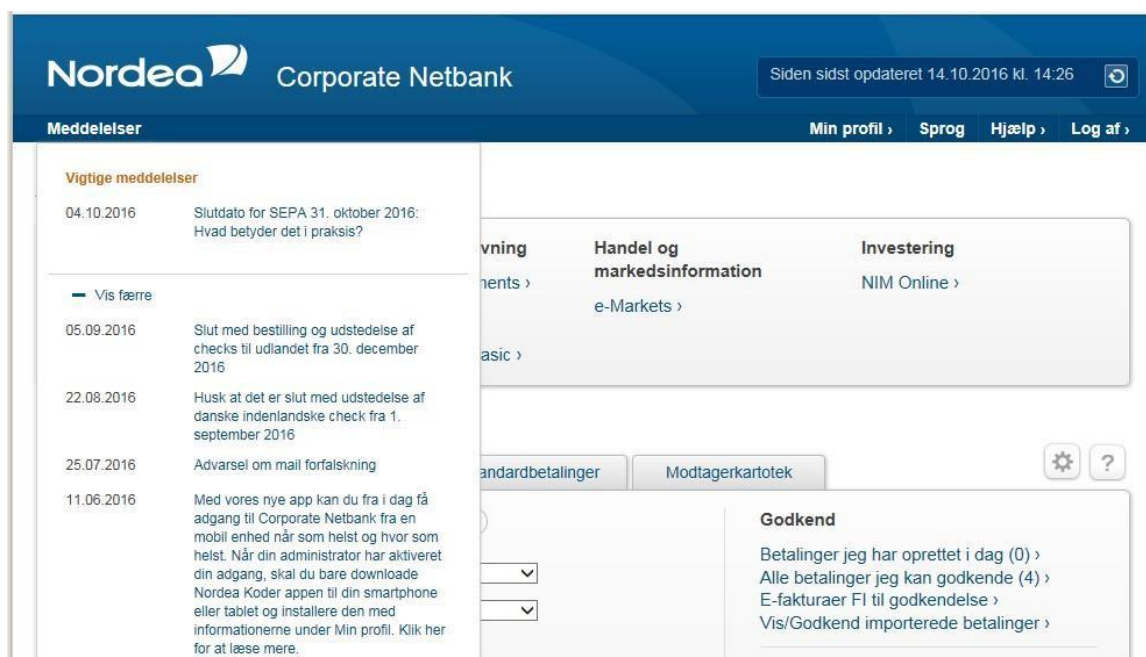 Nordea Corporate Netbank
Siden sidst opdateret 14.10.2016 kl. 14:26
Meddelelser
Min profil › Sprog Hjælp › Log af ›
Vigtige meddelelser
04.10.2016 Slutdato for SEPA 31. oktober 2016:
Hvad betyder det i praksis?
Vis færre
05.09.2016 Slut med bestilling og udstedelse af
checks til udlandet fra 30. december
2016
22.08.2016 Husk at det er slut med udstedelse af
danske indenlandske check fra 1.
september 2016
25.07.2016 Advarsel om mail forfalskning
11.06.2016 Med vores nye app kan du fra i dag få
adgang til Corporate Netbank fra en
mobil enhed når som helst og hvor som
helst. Når din administrator har aktiveret
din adgang, skal du bare downloade
Nordea Koder appen til din smartphone
eller tablet og installere den med
informationerne under Min profil. Klik her
for at læse mere.
vning
nents ›
asic ›
Handel og
markedsinformation
e-Markets ›
Investering
NIM Online ›
andardbetalinger
Modtagerkartotek
?
Godkend
Betalinger jeg har oprettet i dag (0) ›
Alle betalinger jeg kan godkende (4) ›
E-fakturaer FI til godkendelse ›
Vis/Godkend importerede betalinger ›